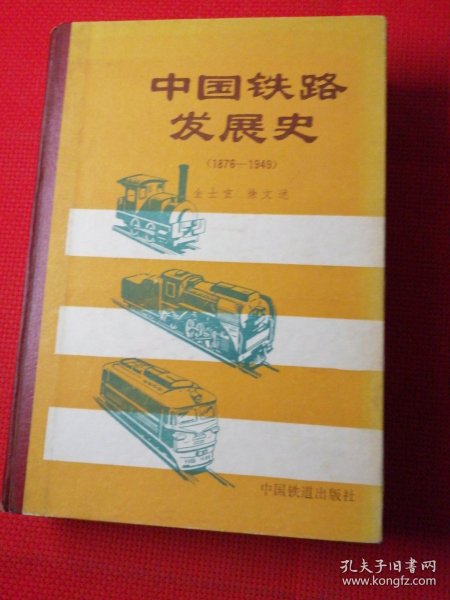 中国铁路
发展史
(1876—1949)
金士宣 徐文述
中国铁道出版社
孔夫子旧书网
www.kongfz.com